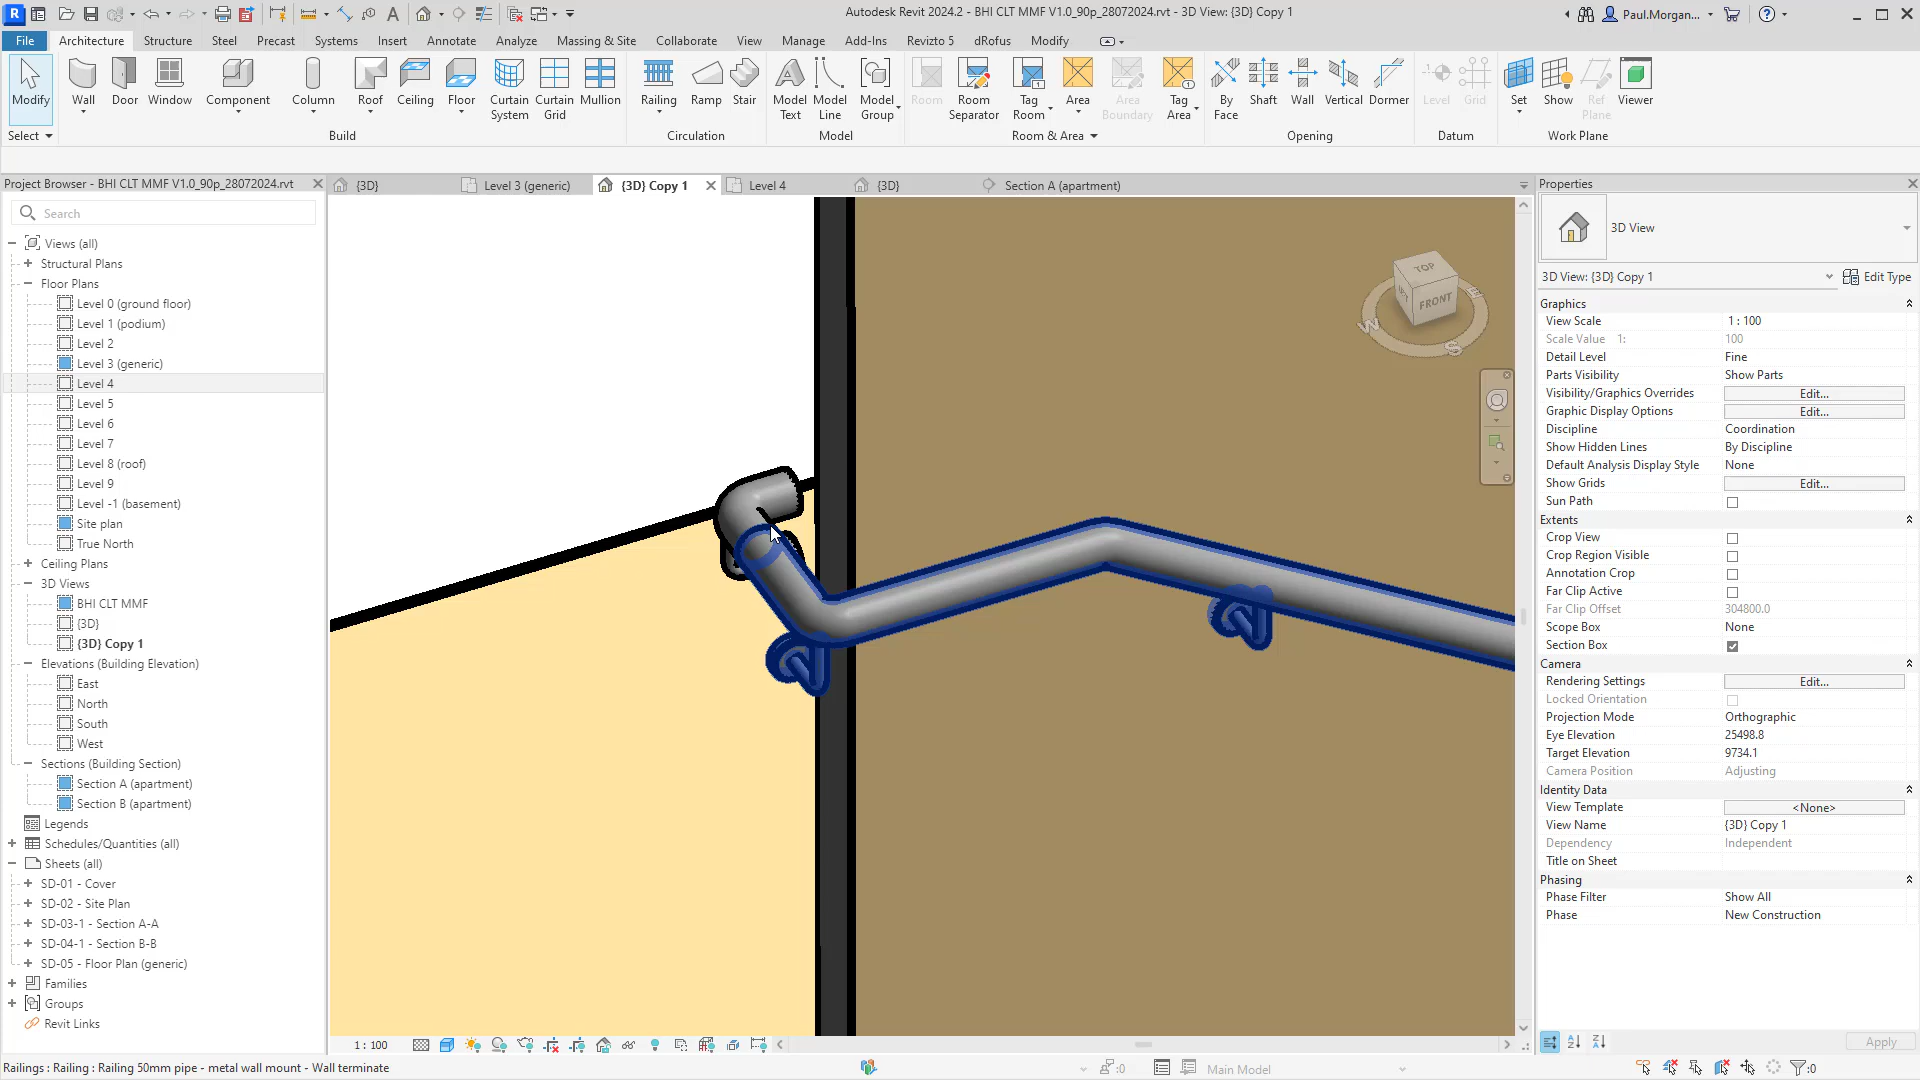 Autodesk Revit 2024.2 - BHI CLT MMF V1.0_90p_28072024.rvt - 3D View: {3D} Copy 1
Paul.Morgan...
File Architecture Structure Steel Precast Systems Insert Annotate Analyze Massing & Site Collaborate View Manage Add-Ins Revizto 5 dRofus Modify
Modify Wall Door Window Component Column Roof Ceiling Floor Curtain System Curtain Grid Mullion Railing Ramp Stair Model Text Model Line Model Group Room Room Separator Tag Room Area Area Boundary Tag Area By Face Shaft Wall Vertical Dormer Level Grid Set Show Ref Plane Viewer
Select Build Circulation Model Room & Area Opening Datum Work Plane
Project Browser - BHI CLT MMF V1.0_90p_28072024.rvt
Search
Views (all)
Structural Plans
Floor Plans
Level 0 (ground floor)
Level 1 (podium)
Level 2
Level 3 (generic)
Level 4
Level 5
Level 6
Level 7
Level 8 (roof)
Level 9
Level -1 (basement)
Site plan
True North
Ceiling Plans
3D Views
BHI CLT MMF
{3D}
{3D} Copy 1
Elevations (Building Elevation)
East
North
South
West
Sections (Building Section)
Section A (apartment)
Section B (apartment)
Legends
Schedules/Quantities (all)
Sheets (all)
SD-01 - Cover
SD-02 - Site Plan
SD-03-1 - Section A-A
SD-04-1 - Section B-B
SD-05 - Floor Plan (generic)
Families
Groups
Revit Links
{3D} Level 3 (generic) {3D} Copy 1 Level 4 {3D} Section A (apartment)
TOP
FRONT
W
S
1 : 100
Properties
3D View
3D View: {3D} Copy 1 Edit Type
Graphics
View Scale 1 : 100
Scale Value 1: 100
Detail Level Fine
Parts Visibility Show Parts
Visibility/Graphics Overrides Edit...
Graphic Display Options Edit...
Discipline Coordination
Show Hidden Lines By Discipline
Default Analysis Display Style None
Show Grids Edit...
Sun Path
Extents
Crop View
Crop Region Visible
Annotation Crop
Far Clip Active
Far Clip Offset 304800.0
Scope Box None
Section Box
Camera
Rendering Settings Edit...
Locked Orientation
Projection Mode Orthographic
Eye Elevation 25498.8
Target Elevation 9734.1
Camera Position Adjusting
Identity Data
View Template <None>
View Name {3D} Copy 1
Dependency Independent
Title on Sheet
Phasing
Phase Filter Show All
Phase New Construction
Apply
Railings : Railing : Railing 50mm pipe - metal wall mount - Wall terminate
:0
Main Model
:0